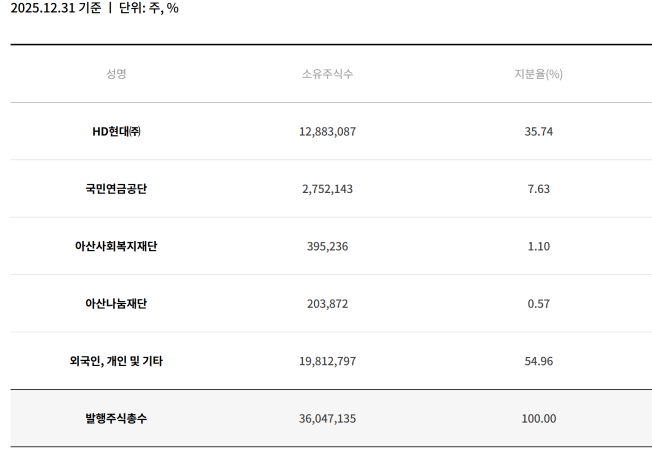 2025.12.31 기준 ㅣ 단위: 주, %
성명 소유주식수 지분율(%)
HD현대㈜ 12,883,087 35.74
국민연금공단 2,752,143 7.63
아산사회복지재단 395,236 1.10
아산나눔재단 203,872 0.57
외국인, 개인 및 기타 19,812,797 54.96
발행주식총수 36,047,135 100.00